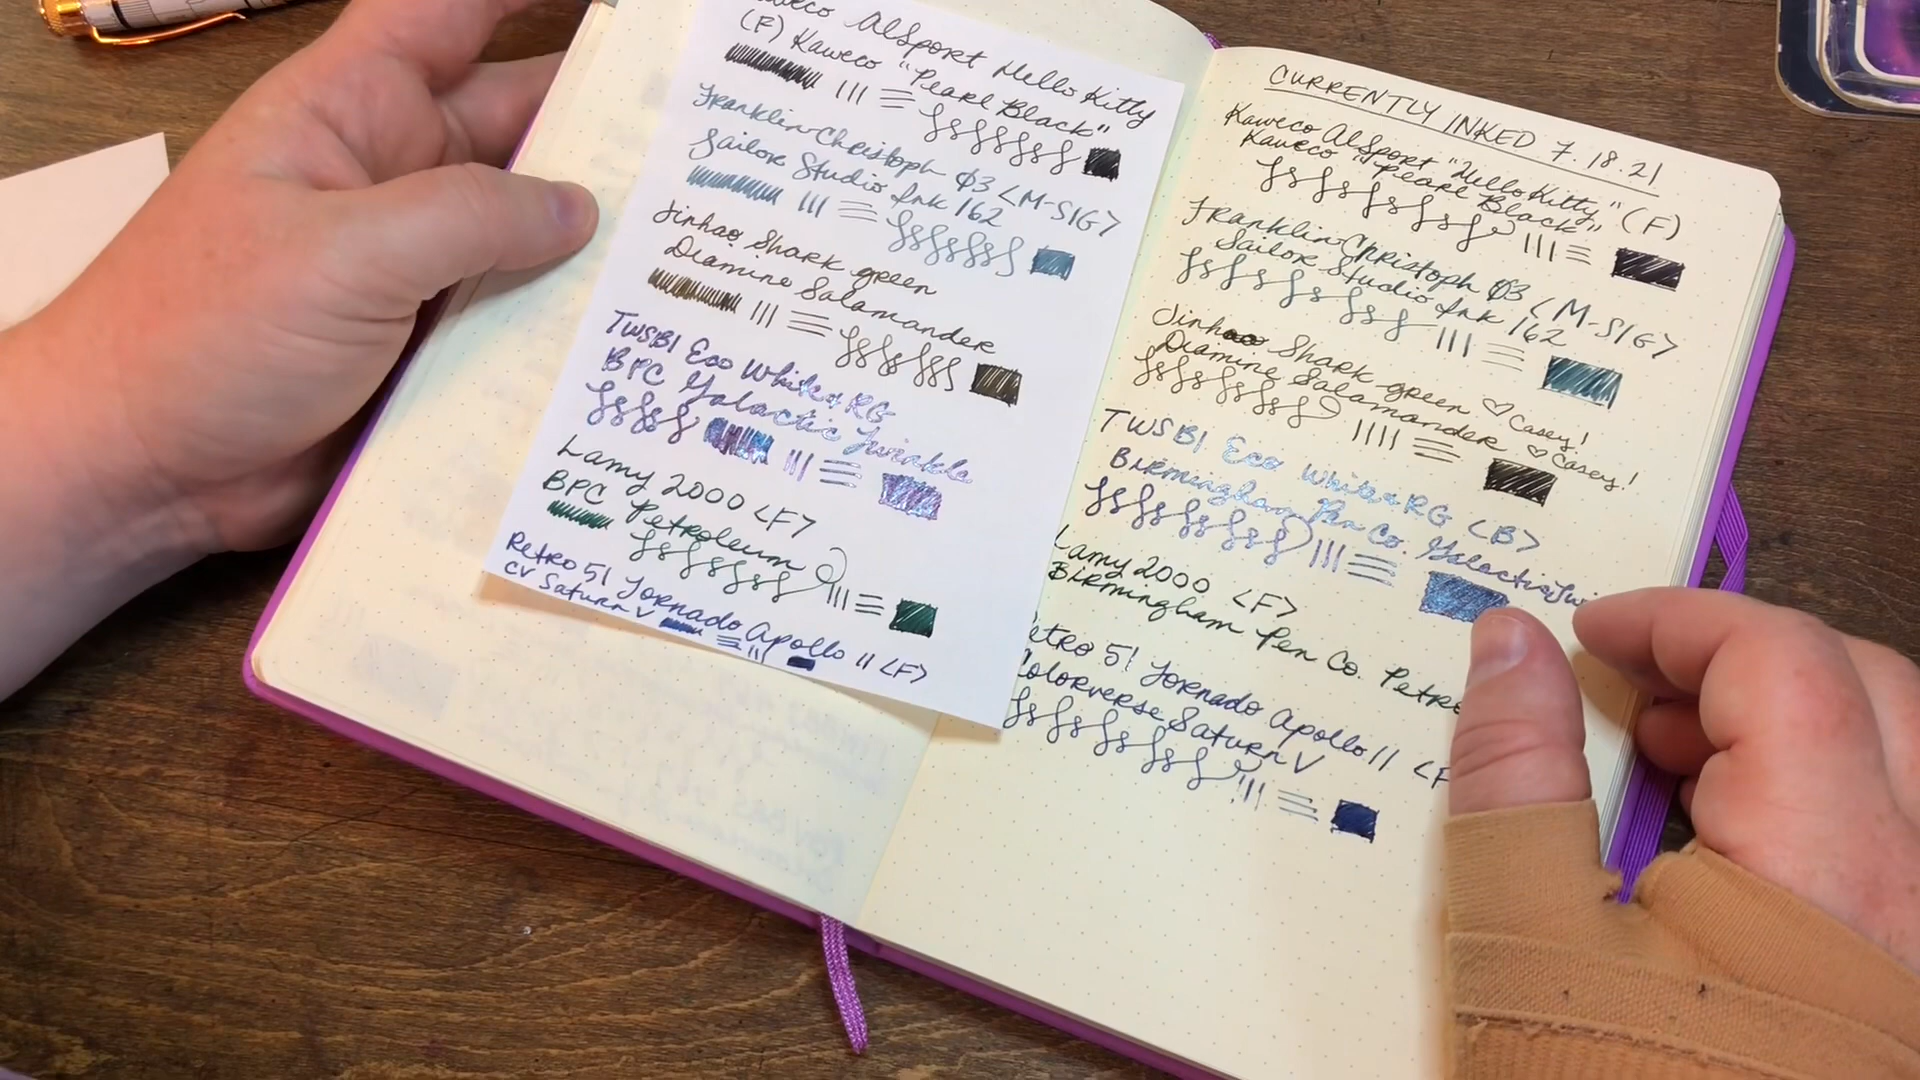 AlSport Hello Kitty
(F) Kaweco "Pearl Black"
Franklin-Christoph 03 <M-SIG>
Sailor Studio Ink 162
Jinhao Shark green
Diamine Salamander
TWSBI Eco White & RG
BPC Galactic Twinkle
Lamy 2000 <F>
BPC Petroleum
Retro 51 Tornado Apollo 11 <F>
CV Saturn V
CURRENTLY INKED 7.18.21
Kaweco AlSport "Hello Kitty" (F)
Kaweco "Pearl Black"
Franklin-Christoph 03 <M-SIG>
Sailor Studio Ink 162
Jinhao Shark green ♡ Casey!
Diamine Salamander ♡ Casey!
TWSBI Eco White & RG <B>
Birmingham Pen Co. Galactic Twi
Lamy 2000 <F>
Birmingham Pen Co. Petro
etro 51 Tornado Apollo 11 <F
Colorverse Saturn V